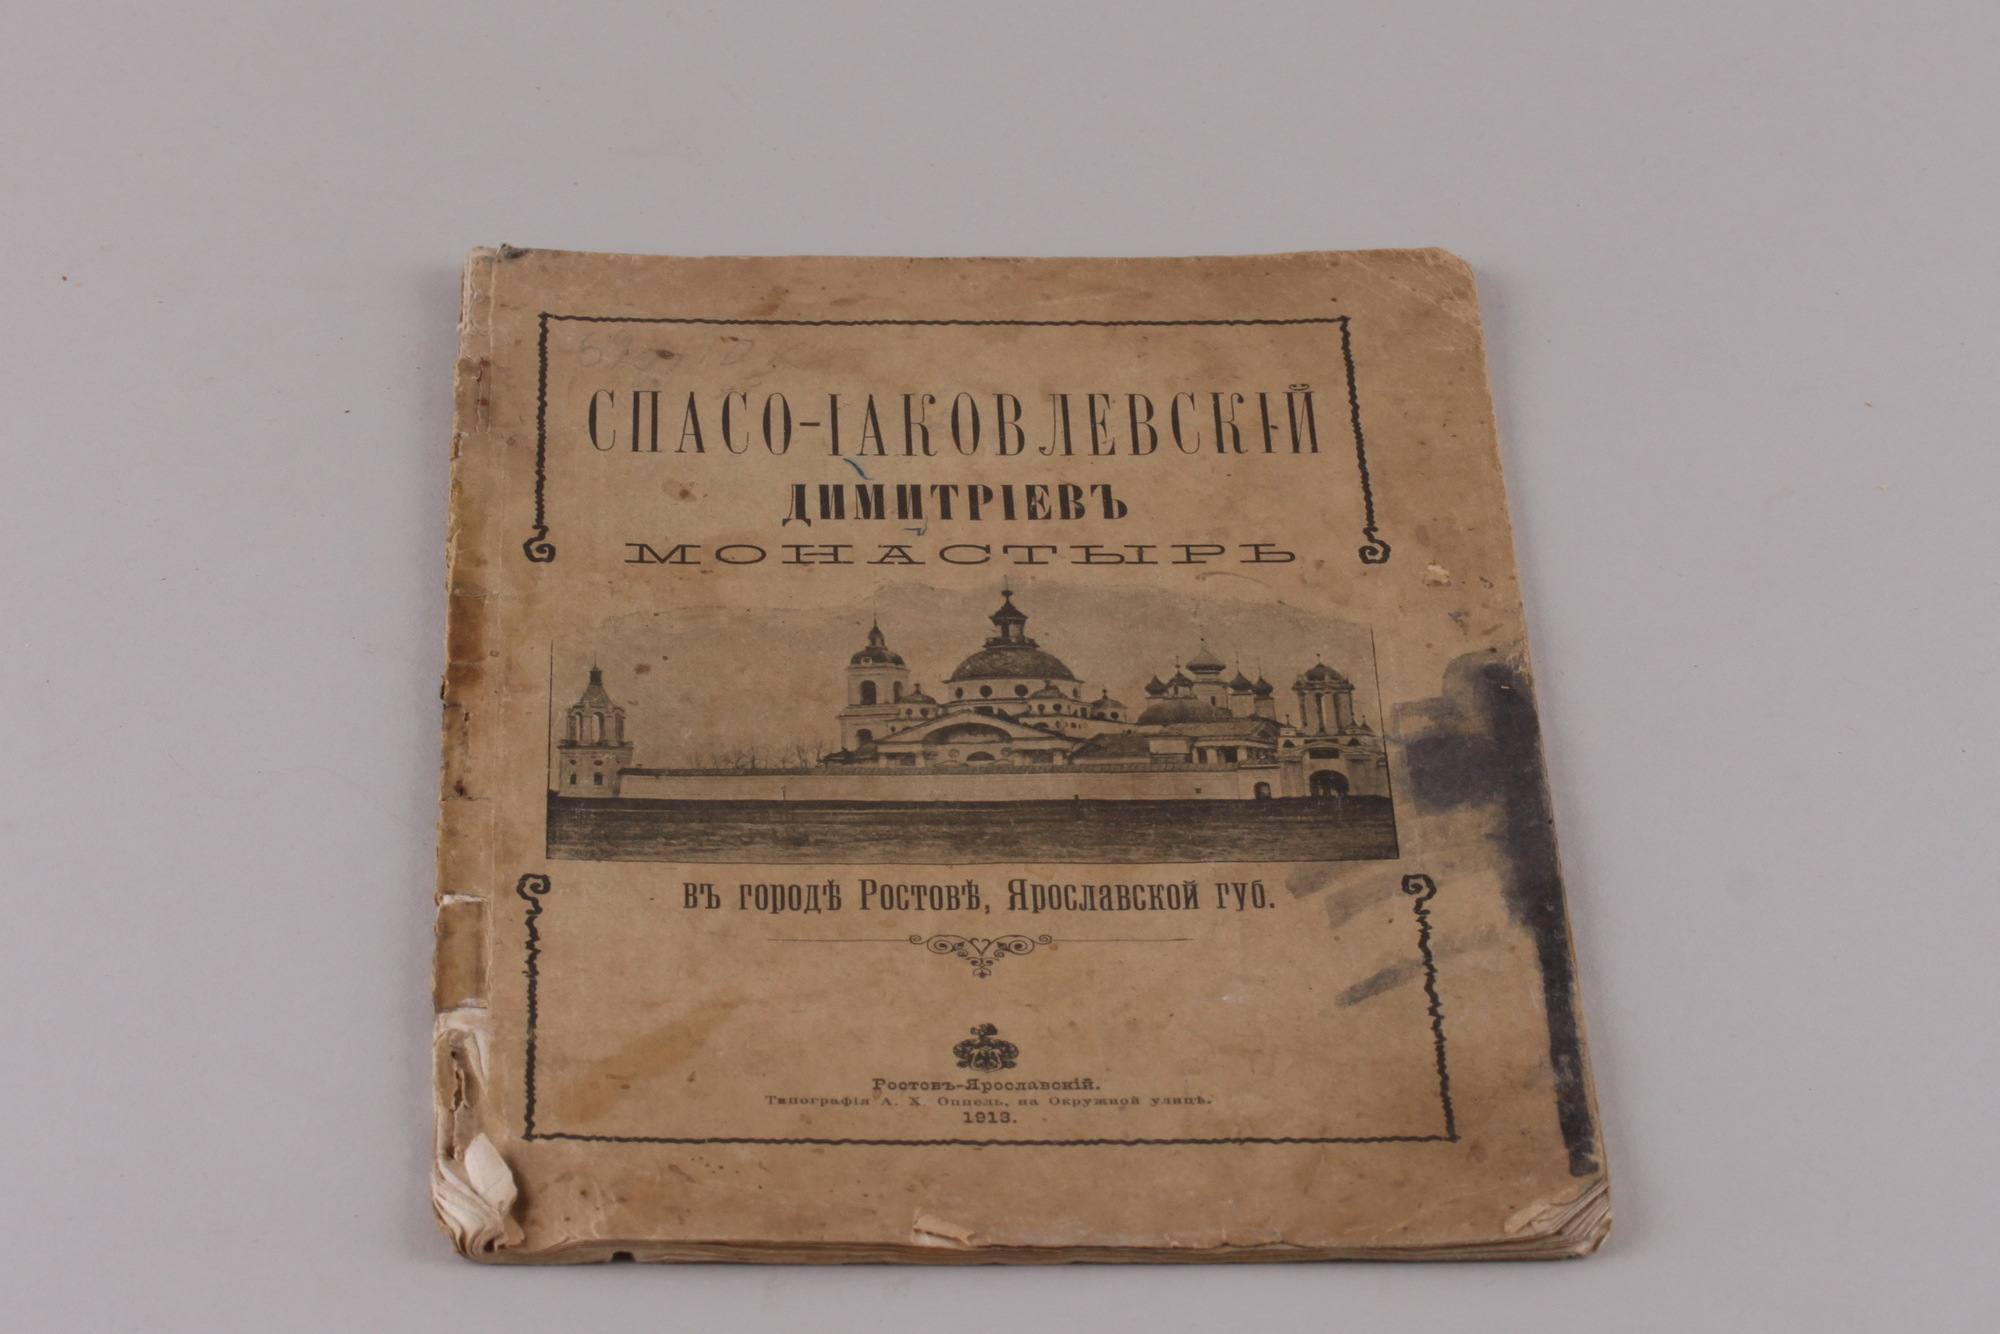 СПАСО-ІАКОВЛЕВСКІЙ
ДИМИТРІЕВЪ
МОНАСТЫРЬ
въ городѣ Ростовѣ, Ярославской губ.
Ростовъ-Ярославскій.
Типографія А. Х. Оппель, на Окружной улицѣ.
1913.